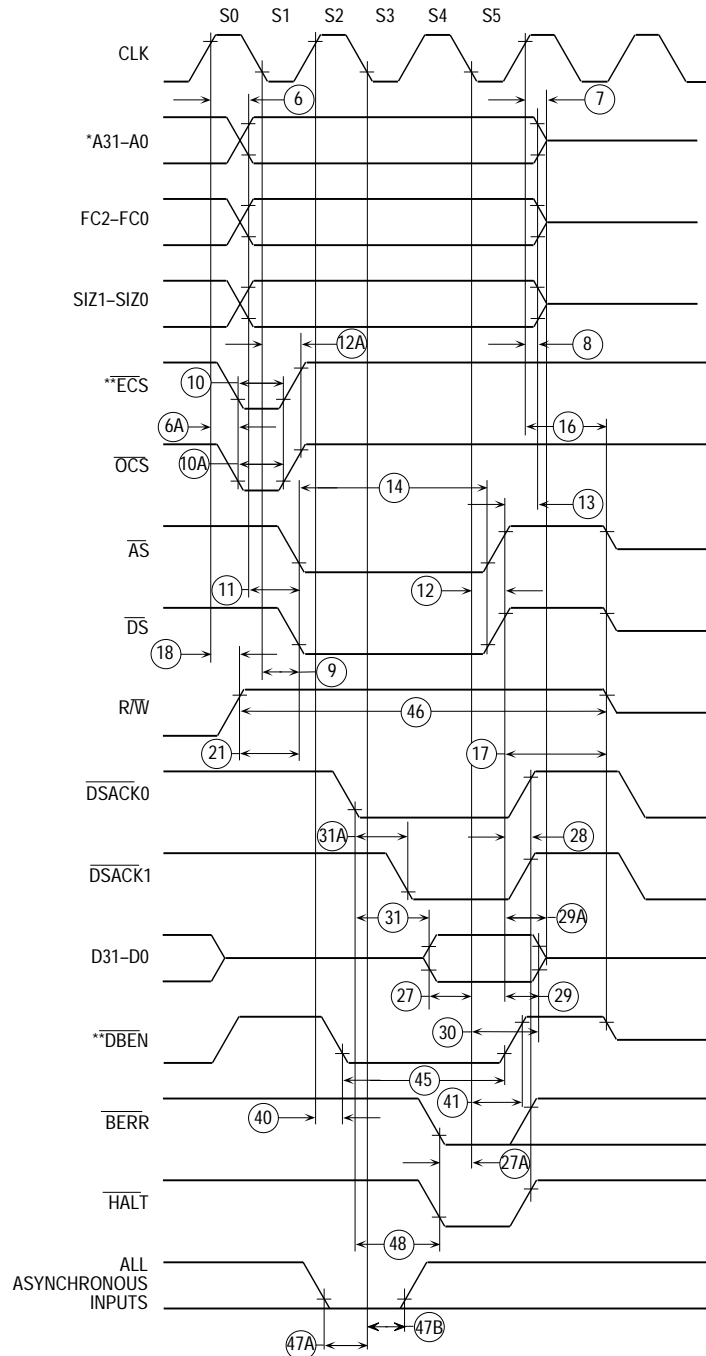 S0 S1 S2 S3 S4 S5
CLK
6 7
*A31–A0
FC2–FC0
SIZ1–SIZ0
12A 8
**ECS
10
6A 16
OCS
10A
14
13
AS
11 12
DS
18
9
R/W
46
21 17
DSACK0
31A 28
DSACK1
31 29A
D31–D0
27 29
**DBEN
30
45
41
40
BERR
27A
HALT
48
ALL
ASYNCHRONOUS
INPUTS
47A 47B